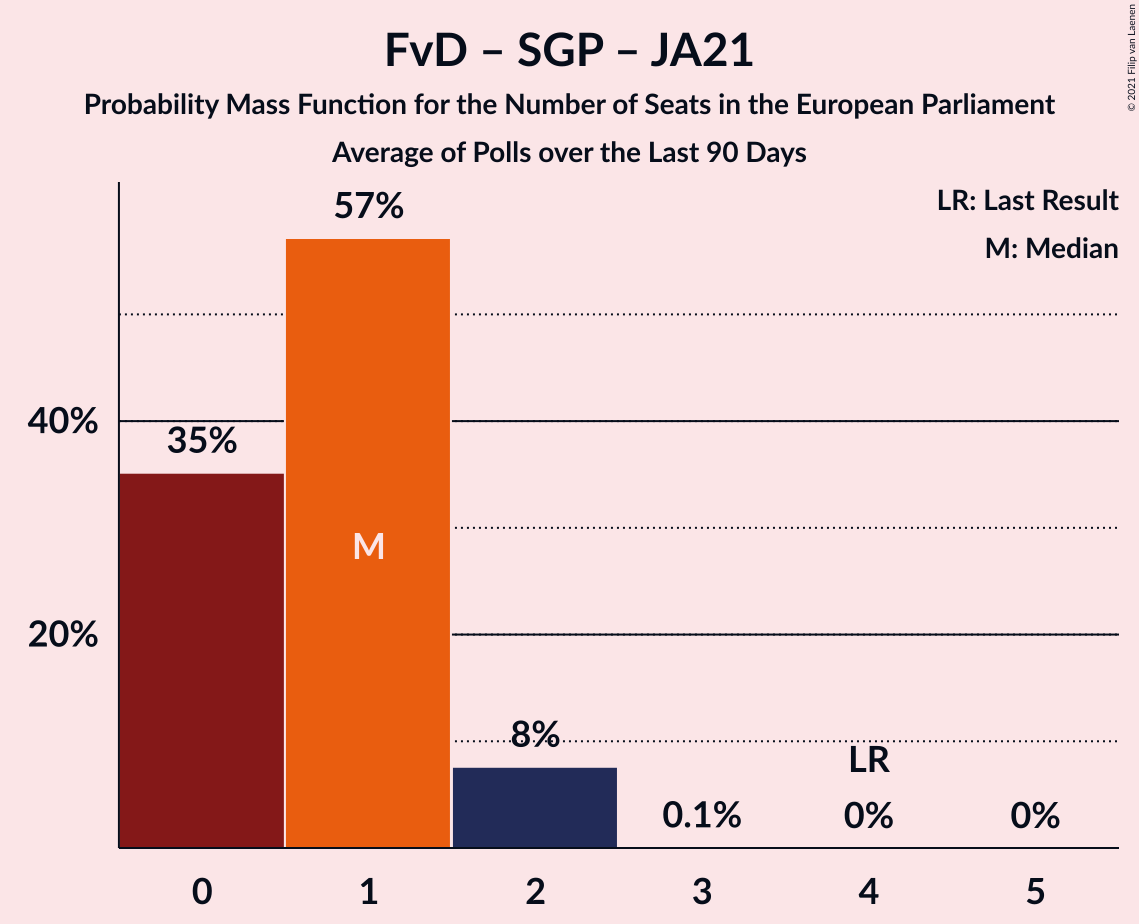 FvD – SGP – JA21
Probability Mass Function for the Number of Seats in the European Parliament
Average of Polls over the Last 90 Days
© 2021 Filip van Laenen
LR: Last Result
M: Median
57%
40%
35%
M
20%
8%
LR
0.1%
0%
0%
0 1 2 3 4 5